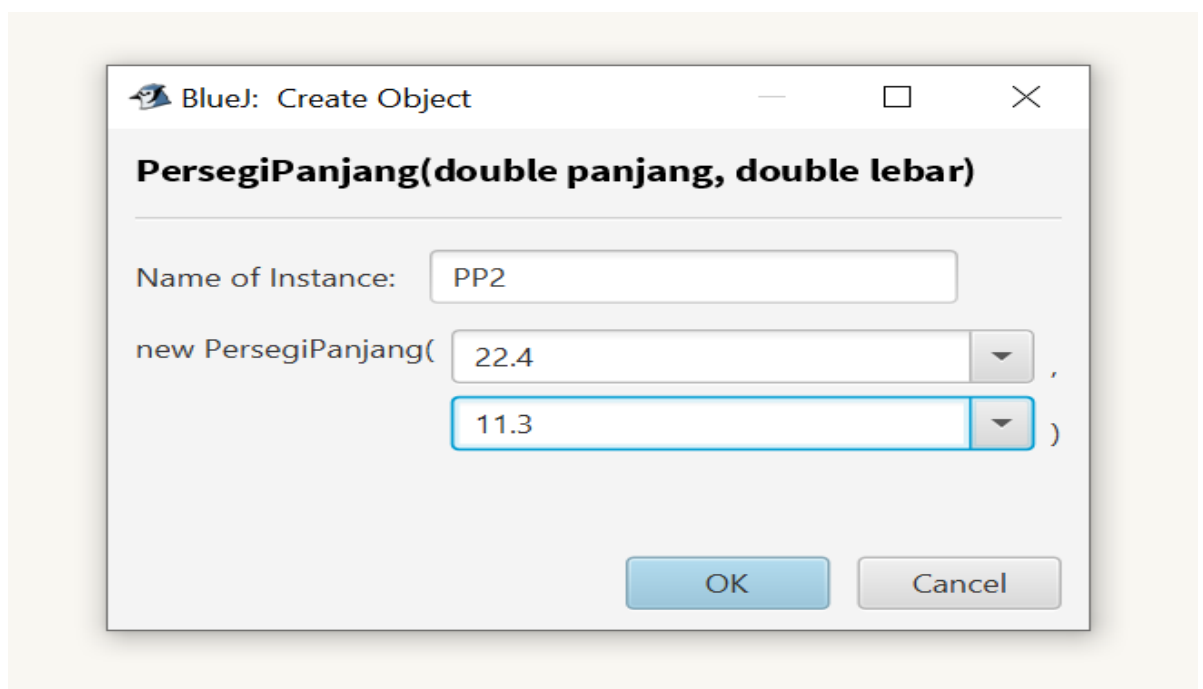 BlueJ: Create Object
PersegiPanjang(double panjang, double lebar)
Name of Instance: PP2
new PersegiPanjang( 22.4 ,
11.3 )
OK Cancel